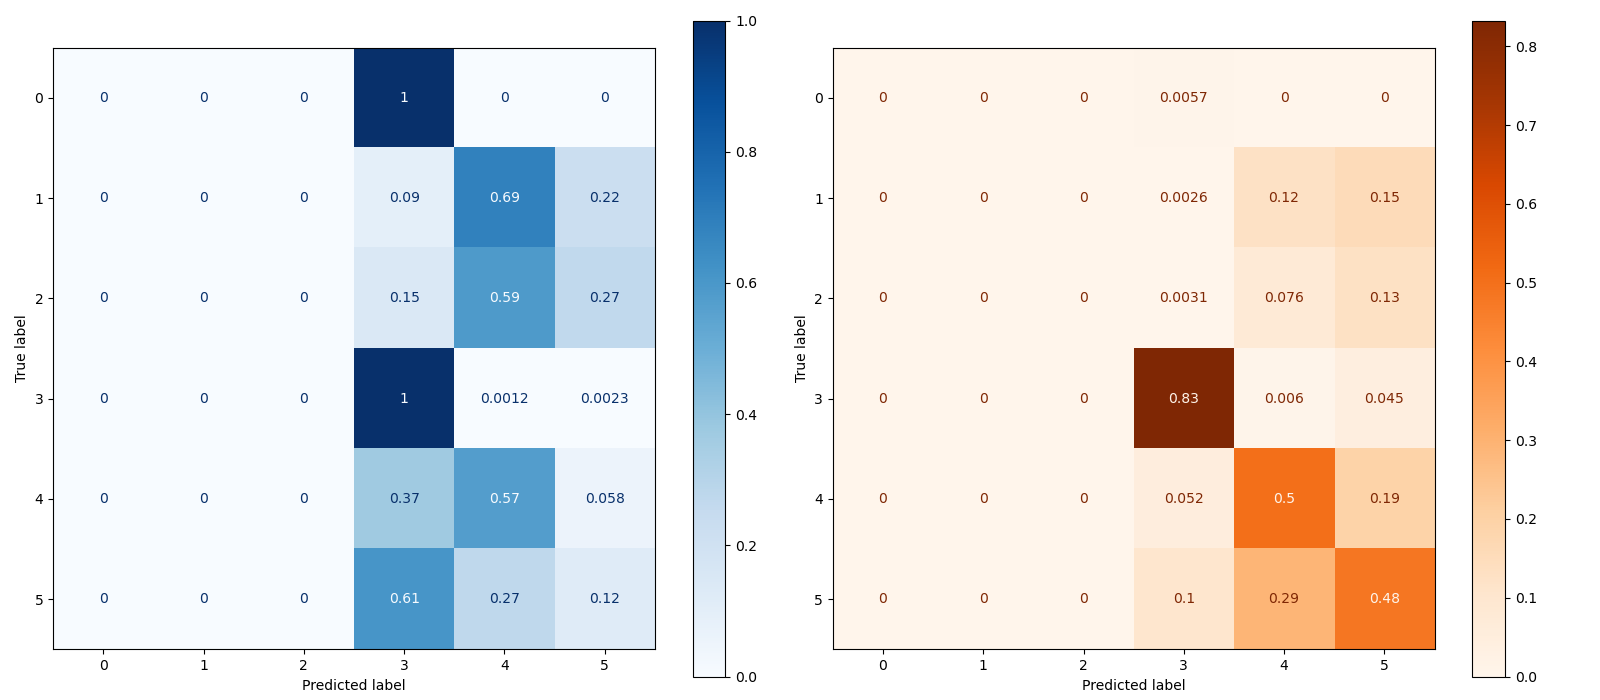 1.0
0.8
0.6
0.4
0.2
0.0
0 0 0 0 1 0 0
1 0 0 0 0.09 0.69 0.22
2 0 0 0 0.15 0.59 0.27
3 0 0 0 1 0.0012 0.0023
4 0 0 0 0.37 0.57 0.058
5 0 0 0 0.61 0.27 0.12
0 1 2 3 4 5
True label
Predicted label
0.8
0.7
0.6
0.5
0.4
0.3
0.2
0.1
0.0
0 0 0 0 0.0057 0 0
1 0 0 0 0.0026 0.12 0.15
2 0 0 0 0.0031 0.076 0.13
3 0 0 0 0.83 0.006 0.045
4 0 0 0 0.052 0.5 0.19
5 0 0 0 0.1 0.29 0.48
0 1 2 3 4 5
True label
Predicted label